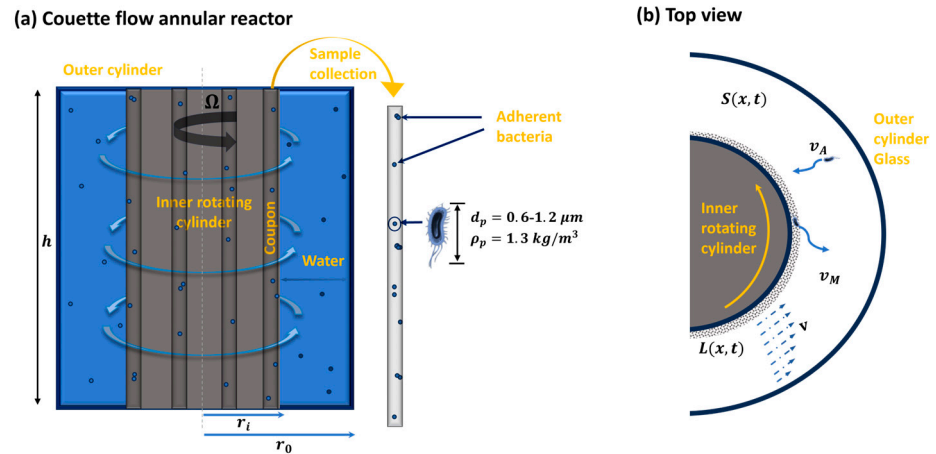 (a) Couette flow annular reactor
Outer cylinder
Sample
collection
Ω
Adherent
bacteria
Inner rotating
cylinder
Coupon
h
Water
d_p = 0.6-1.2 μm
ρ_p = 1.3 kg/m³
r_i
r_0
(b) Top view
S(x, t)
Outer
cylinder
Glass
v_A
Inner
rotating
cylinder
v_M
v
L(x, t)